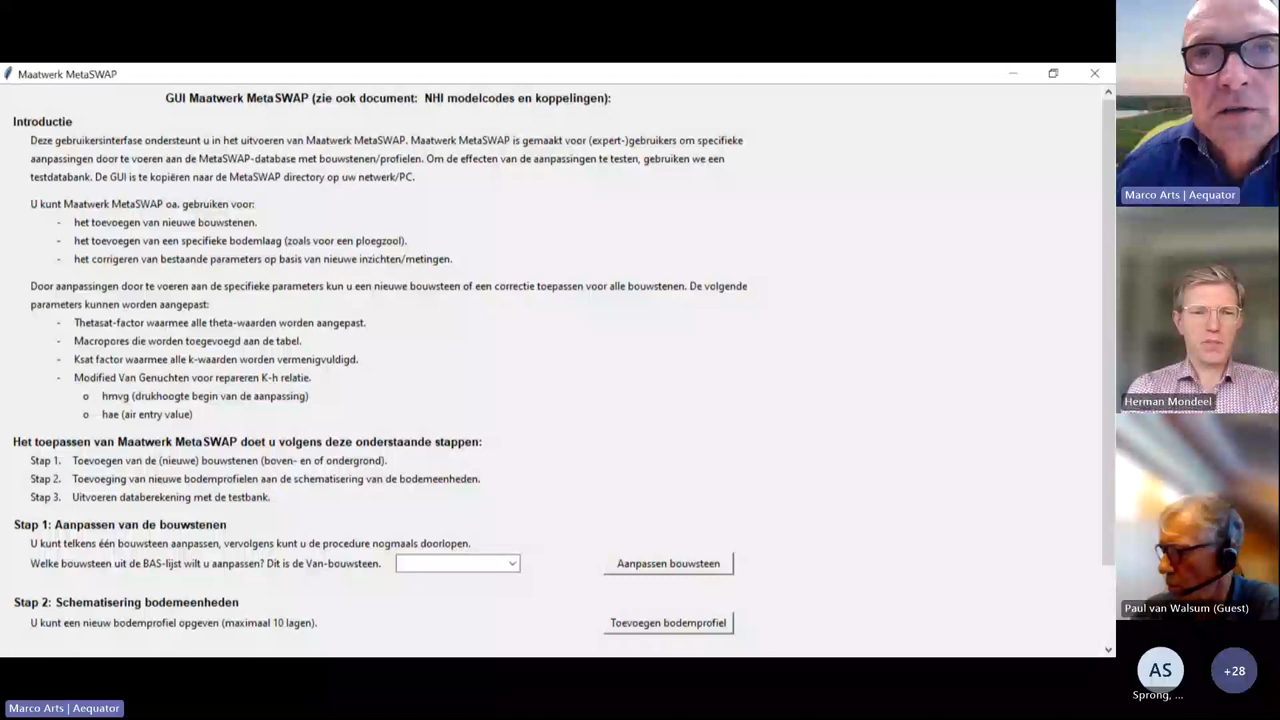 Maatwerk MetaSWAP
GUI Maatwerk MetaSWAP (zie ook document: NHI modelcodes en koppelingen):
Introductie
Deze gebruikersinterface ondersteunt u in het uitvoeren van Maatwerk MetaSWAP. Maatwerk MetaSWAP is gemaakt voor (expert-)gebruikers om specifieke
aanpassingen door te voeren aan de MetaSWAP-database met bouwstenen/profielen. Om de effecten van de aanpassingen te testen, gebruiken we een
testdatabank. De GUI is te kopiëren naar de MetaSWAP directory op uw netwerk/PC.
U kunt Maatwerk MetaSWAP oa. gebruiken voor:
- het toevoegen van nieuwe bouwstenen.
- het toevoegen van een specifieke bodemlaag (zoals voor een ploegzool).
- het corrigeren van bestaande parameters op basis van nieuwe inzichten/metingen.
Door aanpassingen door te voeren aan de specifieke parameters kun u een nieuwe bouwsteen of een correctie toepassen voor alle bouwstenen. De volgende
parameters kunnen worden aangepast:
- Thetasat-factor waarmee alle theta-waarden worden aangepast.
- Macropores die worden toegevoegd aan de tabel.
- Ksat factor waarmee alle k-waarden worden vermenigvuldigd.
- Modified Van Genuchten voor repareren K-h relatie.
o hmvg (drukhoogte begin van de aanpassing)
o hae (air entry value)
Het toepassen van Maatwerk MetaSWAP doet u volgens deze onderstaande stappen:
Stap 1. Toevoegen van de (nieuwe) bouwstenen (boven- en of ondergrond).
Stap 2. Toevoeging van nieuwe bodemprofielen aan de schematisering van de bodemeenheden.
Stap 3. Uitvoeren databerekening met de testbank.
Stap 1: Aanpassen van de bouwstenen
U kunt telkens één bouwsteen aanpassen, vervolgens kunt u de procedure nogmaals doorlopen.
Welke bouwsteen uit de BAS-lijst wilt u aanpassen? Dit is de Van-bouwsteen. Aanpassen bouwsteen
Stap 2: Schematisering bodemeenheden
U kunt een nieuw bodemprofiel opgeven (maximaal 10 lagen). Toevoegen bodemprofiel
Marco Arts | Aequator
Herman Mondeel
Paul van Walsum (Guest)
AS
Sprong, ...
+28
Marco Arts | Aequator